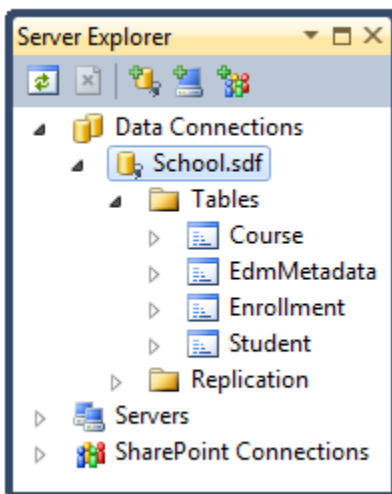 Server Explorer
Data Connections
School.sdf
Tables
Course
EdmMetadata
Enrollment
Student
Replication
Servers
SharePoint Connections